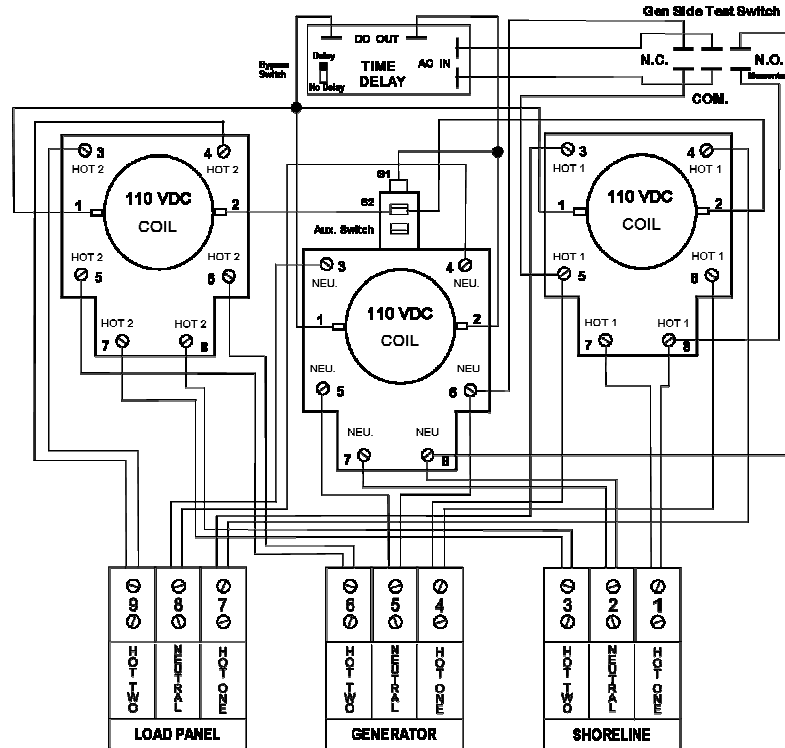 Gen Side Test Switch
DD OUT
Delay
Bypass
Switch
TIME
DELAY
AC IN
No Delay
N.C.
N.O.
Momentar
COM.
3
4
HOT 2
HOT 2
110 VDC
COIL
1
2
HOT 2
HOT 2
5
6
HOT 2
HOT 2
7
8
S1
S2
Aux. Switch
3
4
NEU.
NEU.
110 VDC
COIL
1
2
NEU.
NEU
5
6
NEU.
NEU
7
8
3
4
HOT 1
HOT 1
110 VDC
COIL
1
2
HOT 1
HOT 1
5
6
HOT 1
HOT 1
7
8
9
8
7
HOT TWO
NEUTRAL
HOT ONE
LOAD PANEL
6
5
4
HOT TWO
NEUTRAL
HOT ONE
GENERATOR
3
2
1
HOT TWO
NEUTRAL
HOT ONE
SHORELINE